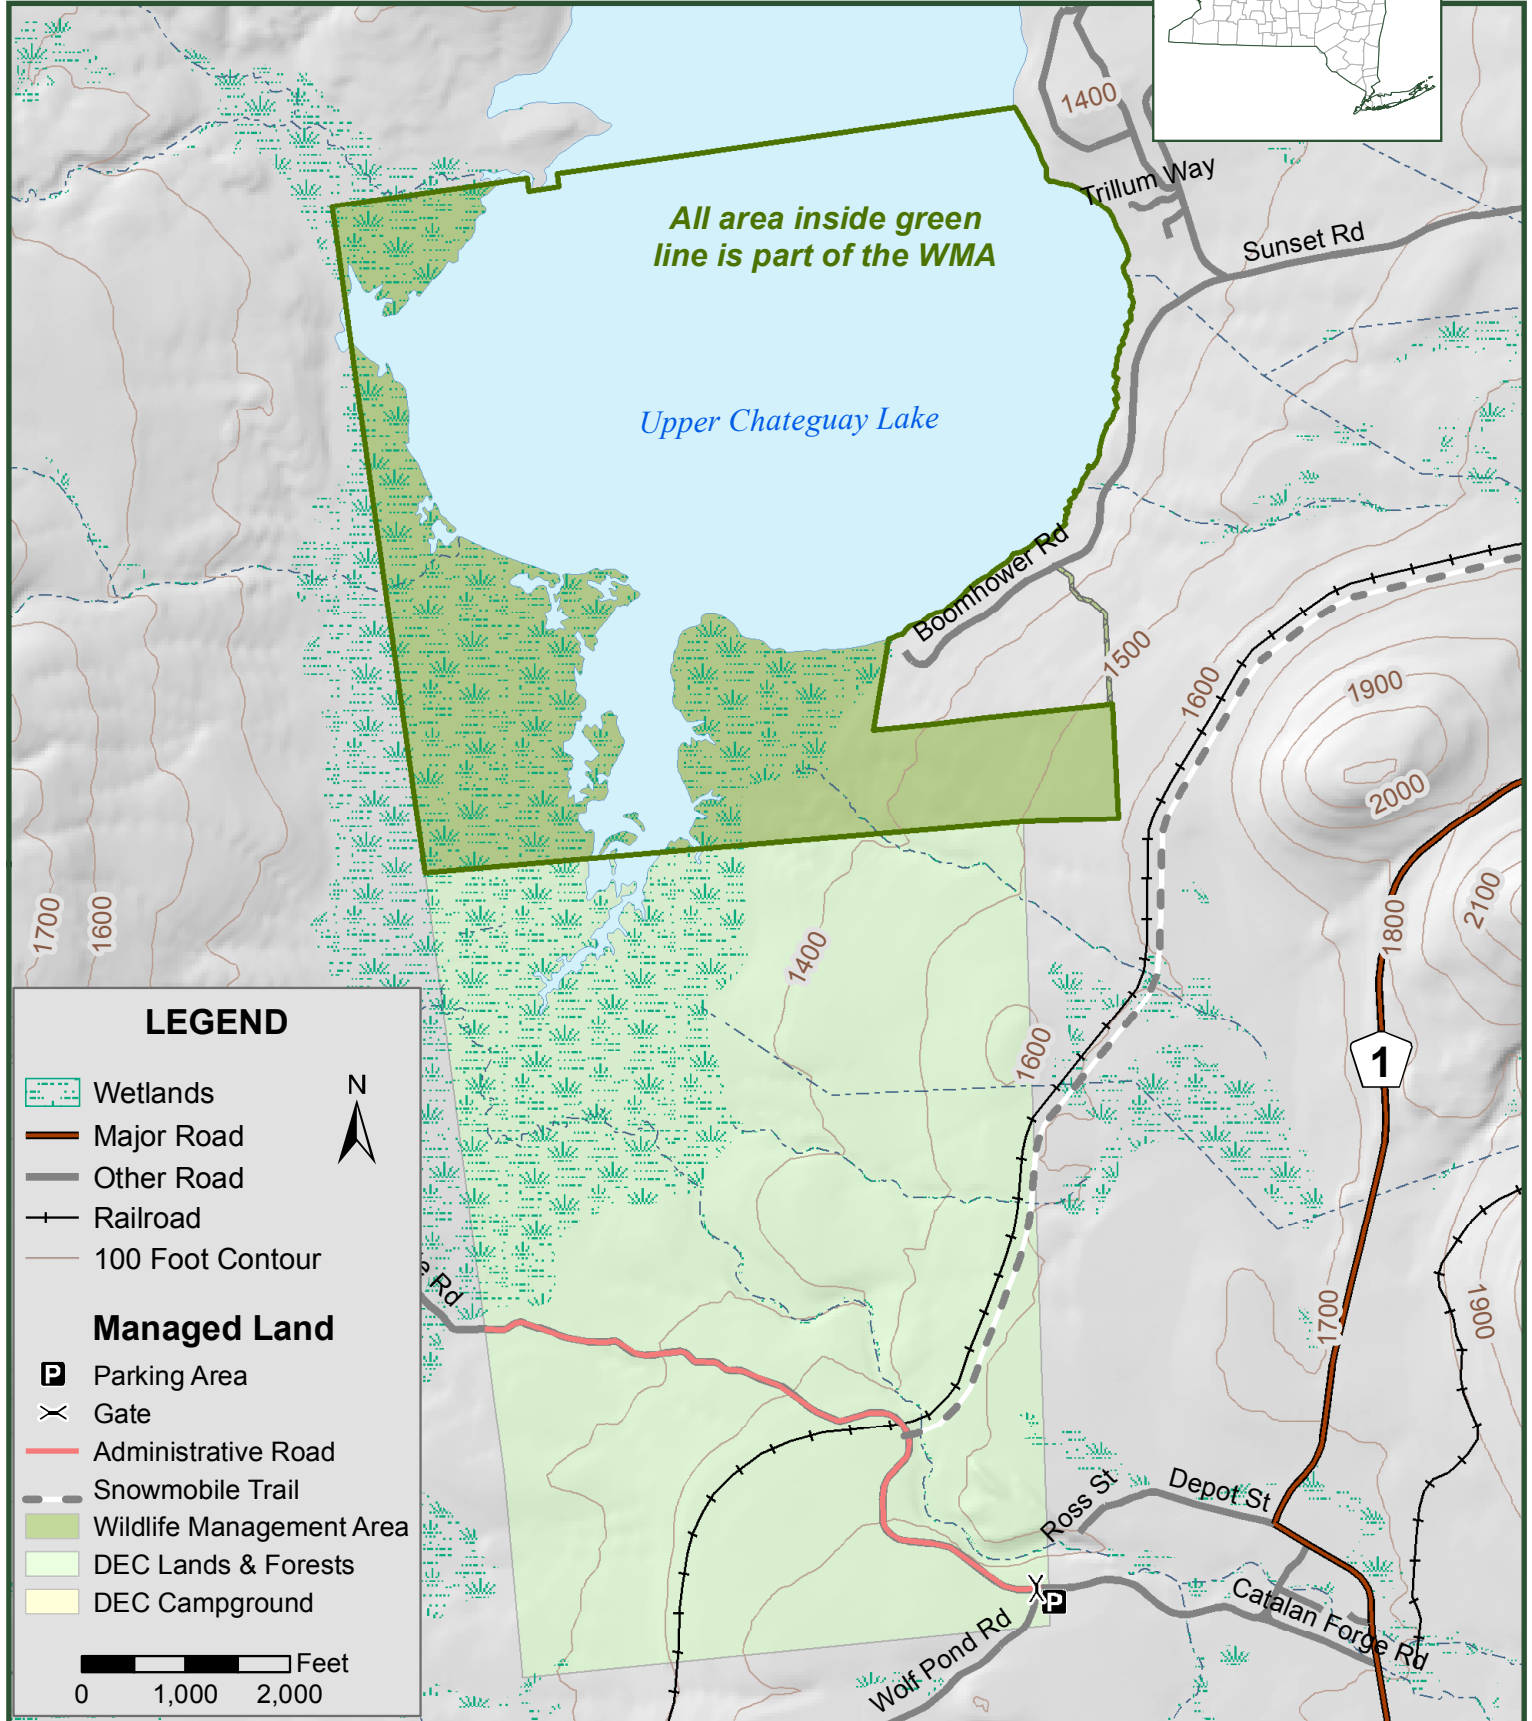 1400
Trillum Way
Sunset Rd
All area inside green
line is part of the WMA
Upper Chateguay Lake
Boomhower Rd
1500
1600
1900
2000
2100
1800
1700
1600
1400
1600
1
LEGEND
N
Wetlands
Major Road
Other Road
Railroad
100 Foot Contour
Managed Land
P
Parking Area
Gate
Administrative Road
Snowmobile Trail
Wildlife Management Area
DEC Lands & Forests
DEC Campground
Feet
0 1,000 2,000
e Rd
1700
1900
Ross St
Depot St
P
Catalan Forge Rd
Wolf Pond Rd